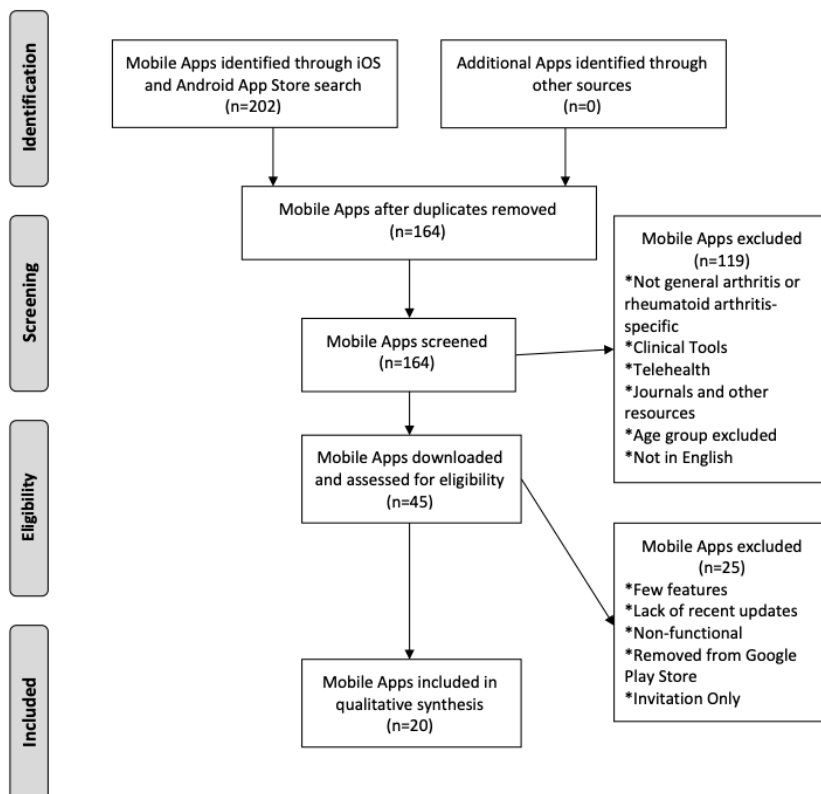 Identification
Mobile Apps identified through iOS
and Android App Store search
(n=202)
Additional Apps identified through
other sources
(n=0)
Mobile Apps after duplicates removed
(n=164)
Screening
Mobile Apps screened
(n=164)
Mobile Apps excluded
(n=119)
*Not general arthritis or
rheumatoid arthritis-
specific
*Clinical Tools
*Telehealth
*Journals and other
resources
*Age group excluded
*Not in English
Eligibility
Mobile Apps downloaded
and assessed for eligibility
(n=45)
Mobile Apps excluded
(n=25)
*Few features
*Lack of recent updates
*Non-functional
*Removed from Google
Play Store
*Invitation Only
Included
Mobile Apps included in
qualitative synthesis
(n=20)